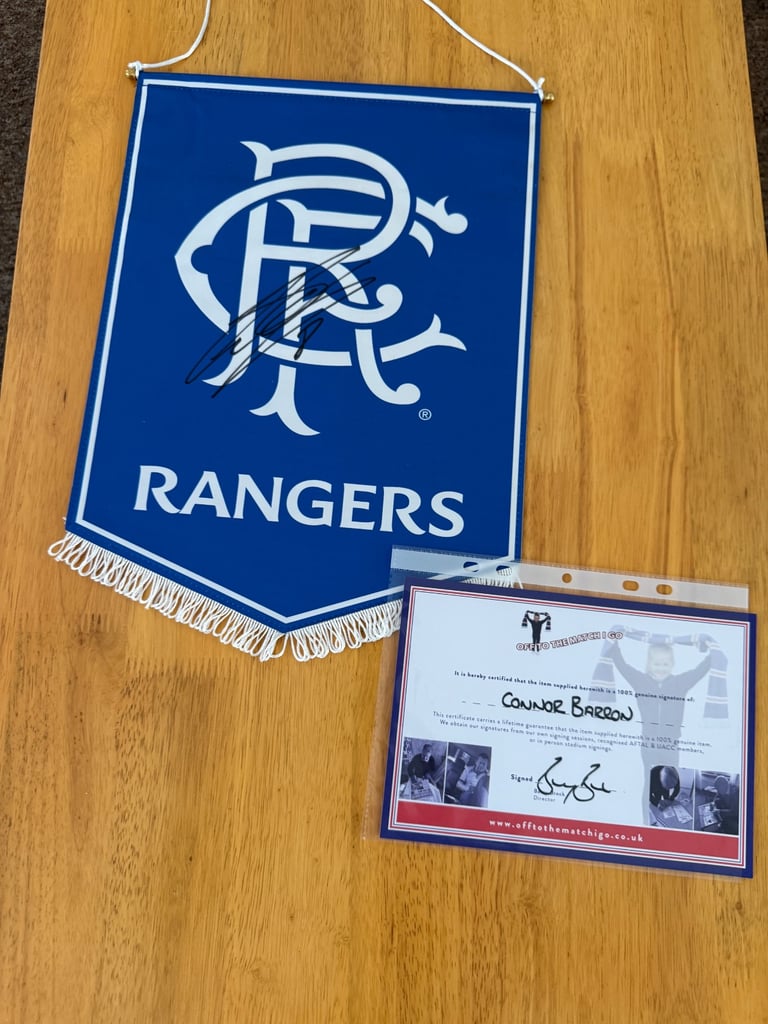 RFC
®
RANGERS
OFF TO THE MATCH I GO
It is hereby certified that the item supplied herewith is a 100% genuine signature of:
CONNOR BARRON
This certificate carries a lifetime guarantee that the item supplied herewith is 100% genuine item.
We obtain our signatures from our own signing sessions, recognised AFTAL & UACC members,
or in person stadium signings.
Signed
Director
www.offtothematchigo.co.uk